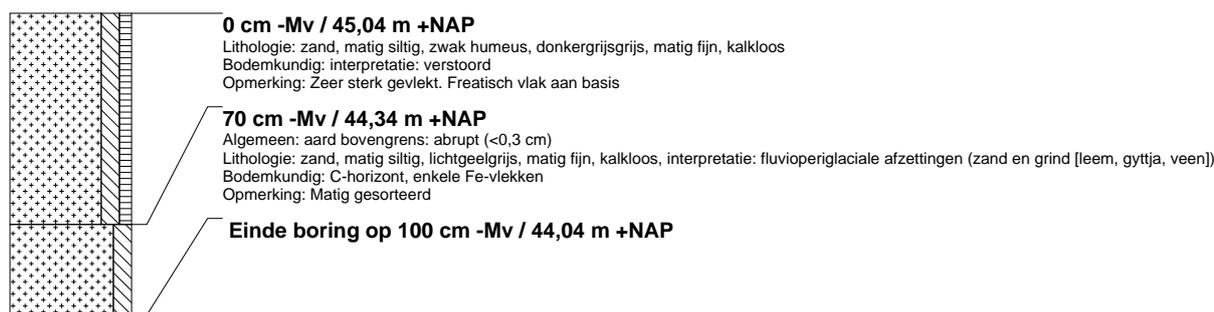 0 cm -Mv / 45,04 m +NAP
Lithologie: zand, matig siltig, zwak humeus, donkergrijsgrijs, matig fijn, kalkloos
Bodemkundig: interpretatie: verstoord
Opmerking: Zeer sterk gevlekt. Freatisch vlak aan basis
70 cm -Mv / 44,34 m +NAP
Algemeen: aard bovengrens: abrupt (<0,3 cm)
Lithologie: zand, matig siltig, lichtgeelgrijs, matig fijn, kalkloos, interpretatie: fluvioperiglaciale afzettingen (zand en grind [leem, gyttja, veen])
Bodemkundig: C-horizont, enkele Fe-vlekken
Opmerking: Matig gesorteerd
Einde boring op 100 cm -Mv / 44,04 m +NAP